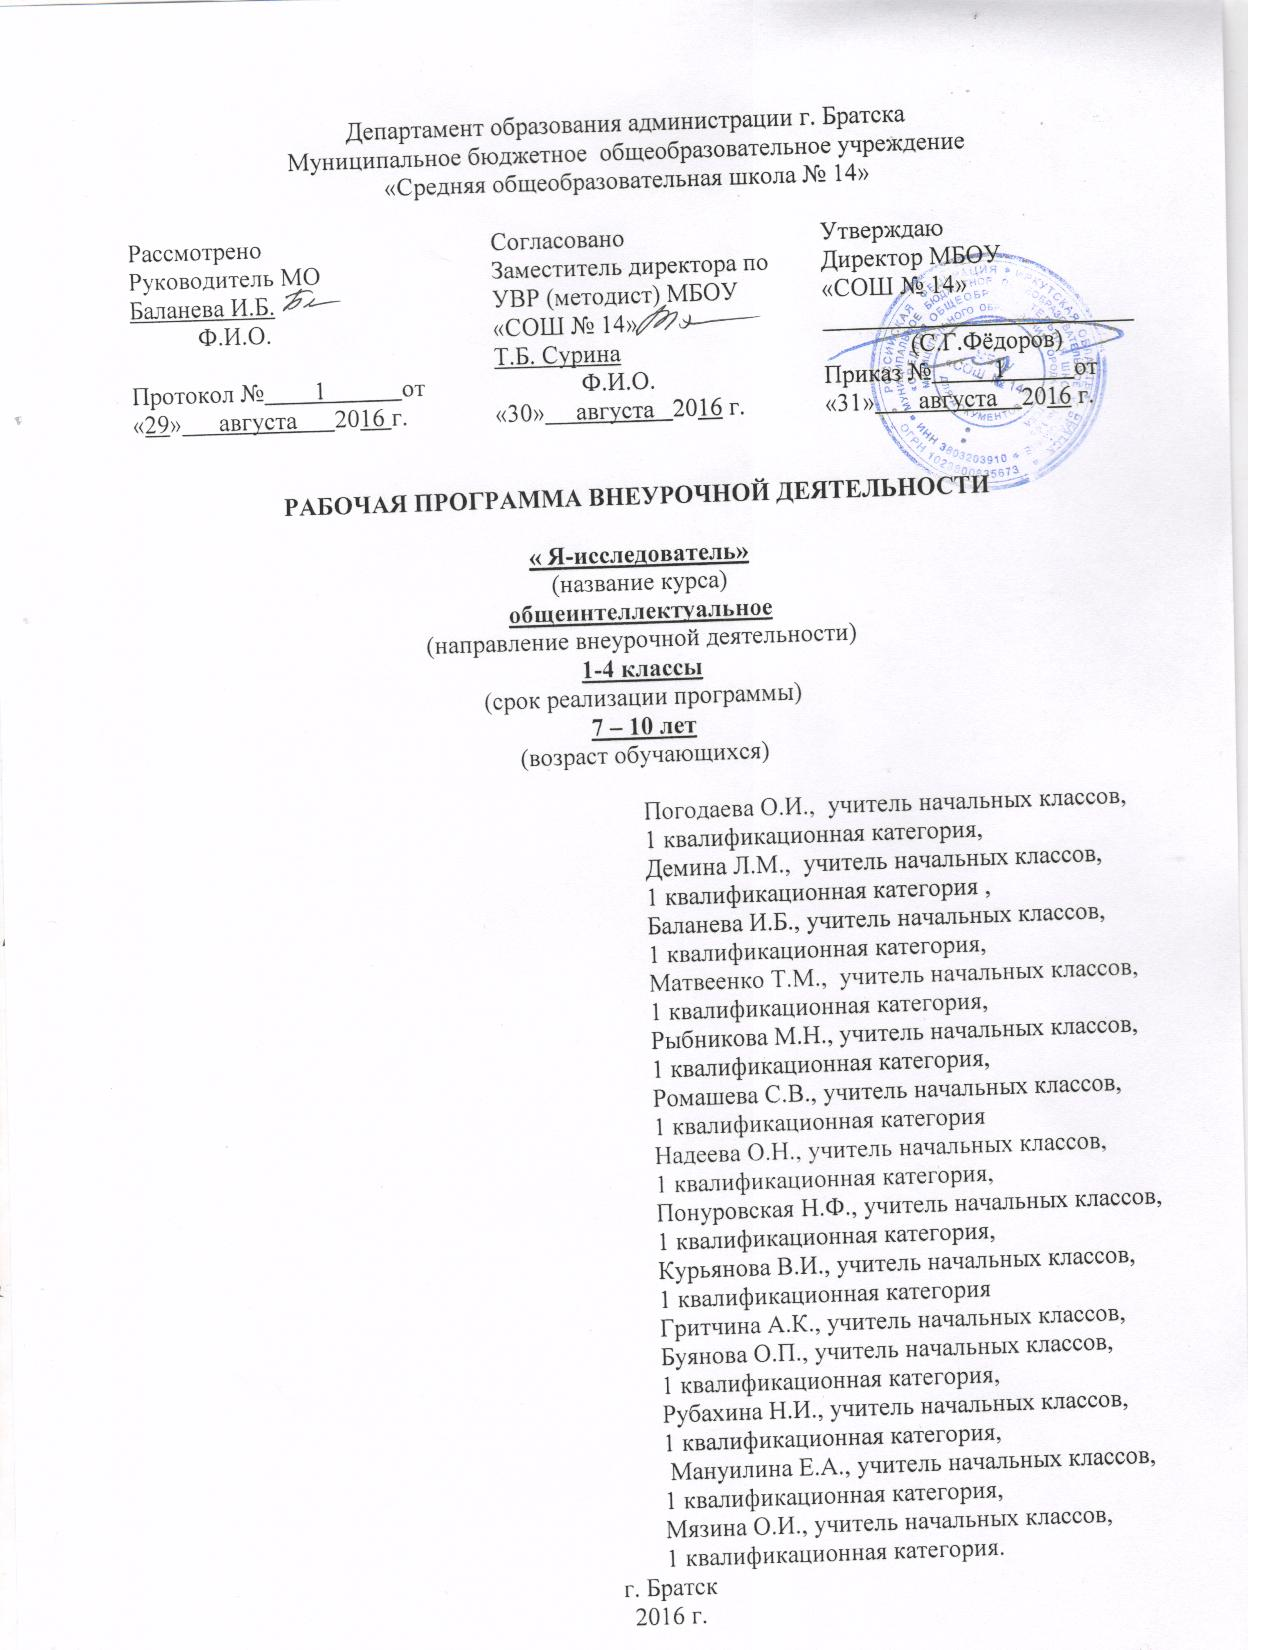 Департамент образования администрации г. Братска
Муниципальное бюджетное общеобразовательное учреждение
«Средняя общеобразовательная школа № 14»
Рассмотрено
Руководитель МО
Баланева И.Б.
Ф.И.О.
Протокол № 1 от
«29» августа 2016 г.
Согласовано
Заместитель директора по
УВР (методист) МБОУ
«СОШ № 14»
Т.Б. Сурина
Ф.И.О.
«30» августа 2016 г.
Утверждаю
Директор МБОУ
«СОШ № 14»
(С.Г.Фёдоров)
Приказ № 1 от
«31» августа 2016 г.
РАБОЧАЯ ПРОГРАММА ВНЕУРОЧНОЙ ДЕЯТЕЛЬНОСТИ
« Я-исследователь»
(название курса)
общеинтеллектуальное
(направление внеурочной деятельности)
1-4 классы
(срок реализации программы)
7 – 10 лет
(возраст обучающихся)
Погодаева О.И., учитель начальных классов,
1 квалификационная категория,
Демина Л.М., учитель начальных классов,
1 квалификационная категория ,
Баланева И.Б., учитель начальных классов,
1 квалификационная категория,
Матвеенко Т.М., учитель начальных классов,
1 квалификационная категория,
Рыбникова М.Н., учитель начальных классов,
1 квалификационная категория,
Ромашева С.В., учитель начальных классов,
1 квалификационная категория
Надеева О.Н., учитель начальных классов,
1 квалификационная категория,
Понуровская Н.Ф., учитель начальных классов,
1 квалификационная категория,
Курьянова В.И., учитель начальных классов,
1 квалификационная категория
Гритчина А.К., учитель начальных классов,
Буянова О.П., учитель начальных классов,
1 квалификационная категория,
Рубахина Н.И., учитель начальных классов,
1 квалификационная категория,
Мануилина Е.А., учитель начальных классов,
1 квалификационная категория,
Мязина О.И., учитель начальных классов,
1 квалификационная категория.
г. Братск
2016 г.